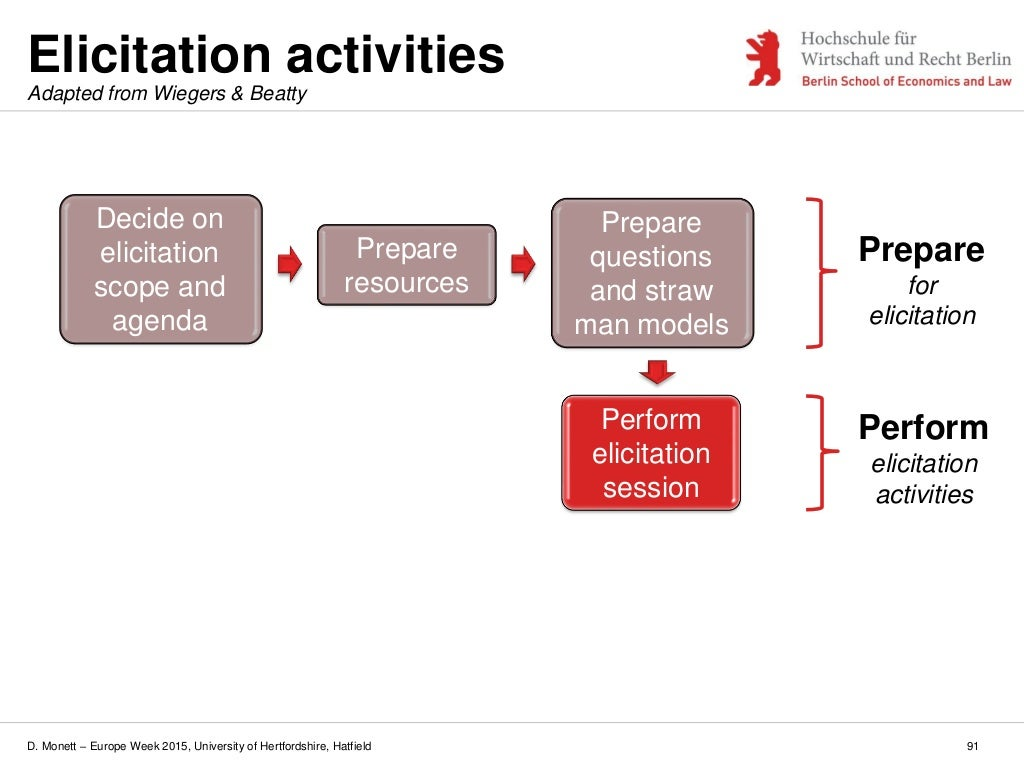 Elicitation activities
Adapted from Wiegers & Beatty
Hochschule für
Wirtschaft und Recht Berlin
Berlin School of Economics and Law
Decide on
elicitation
scope and
agenda
Prepare
resources
Prepare
questions
and straw
man models
Prepare
for
elicitation
Perform
elicitation
session
Perform
elicitation
activities
D. Monett – Europe Week 2015, University of Hertfordshire, Hatfield
91